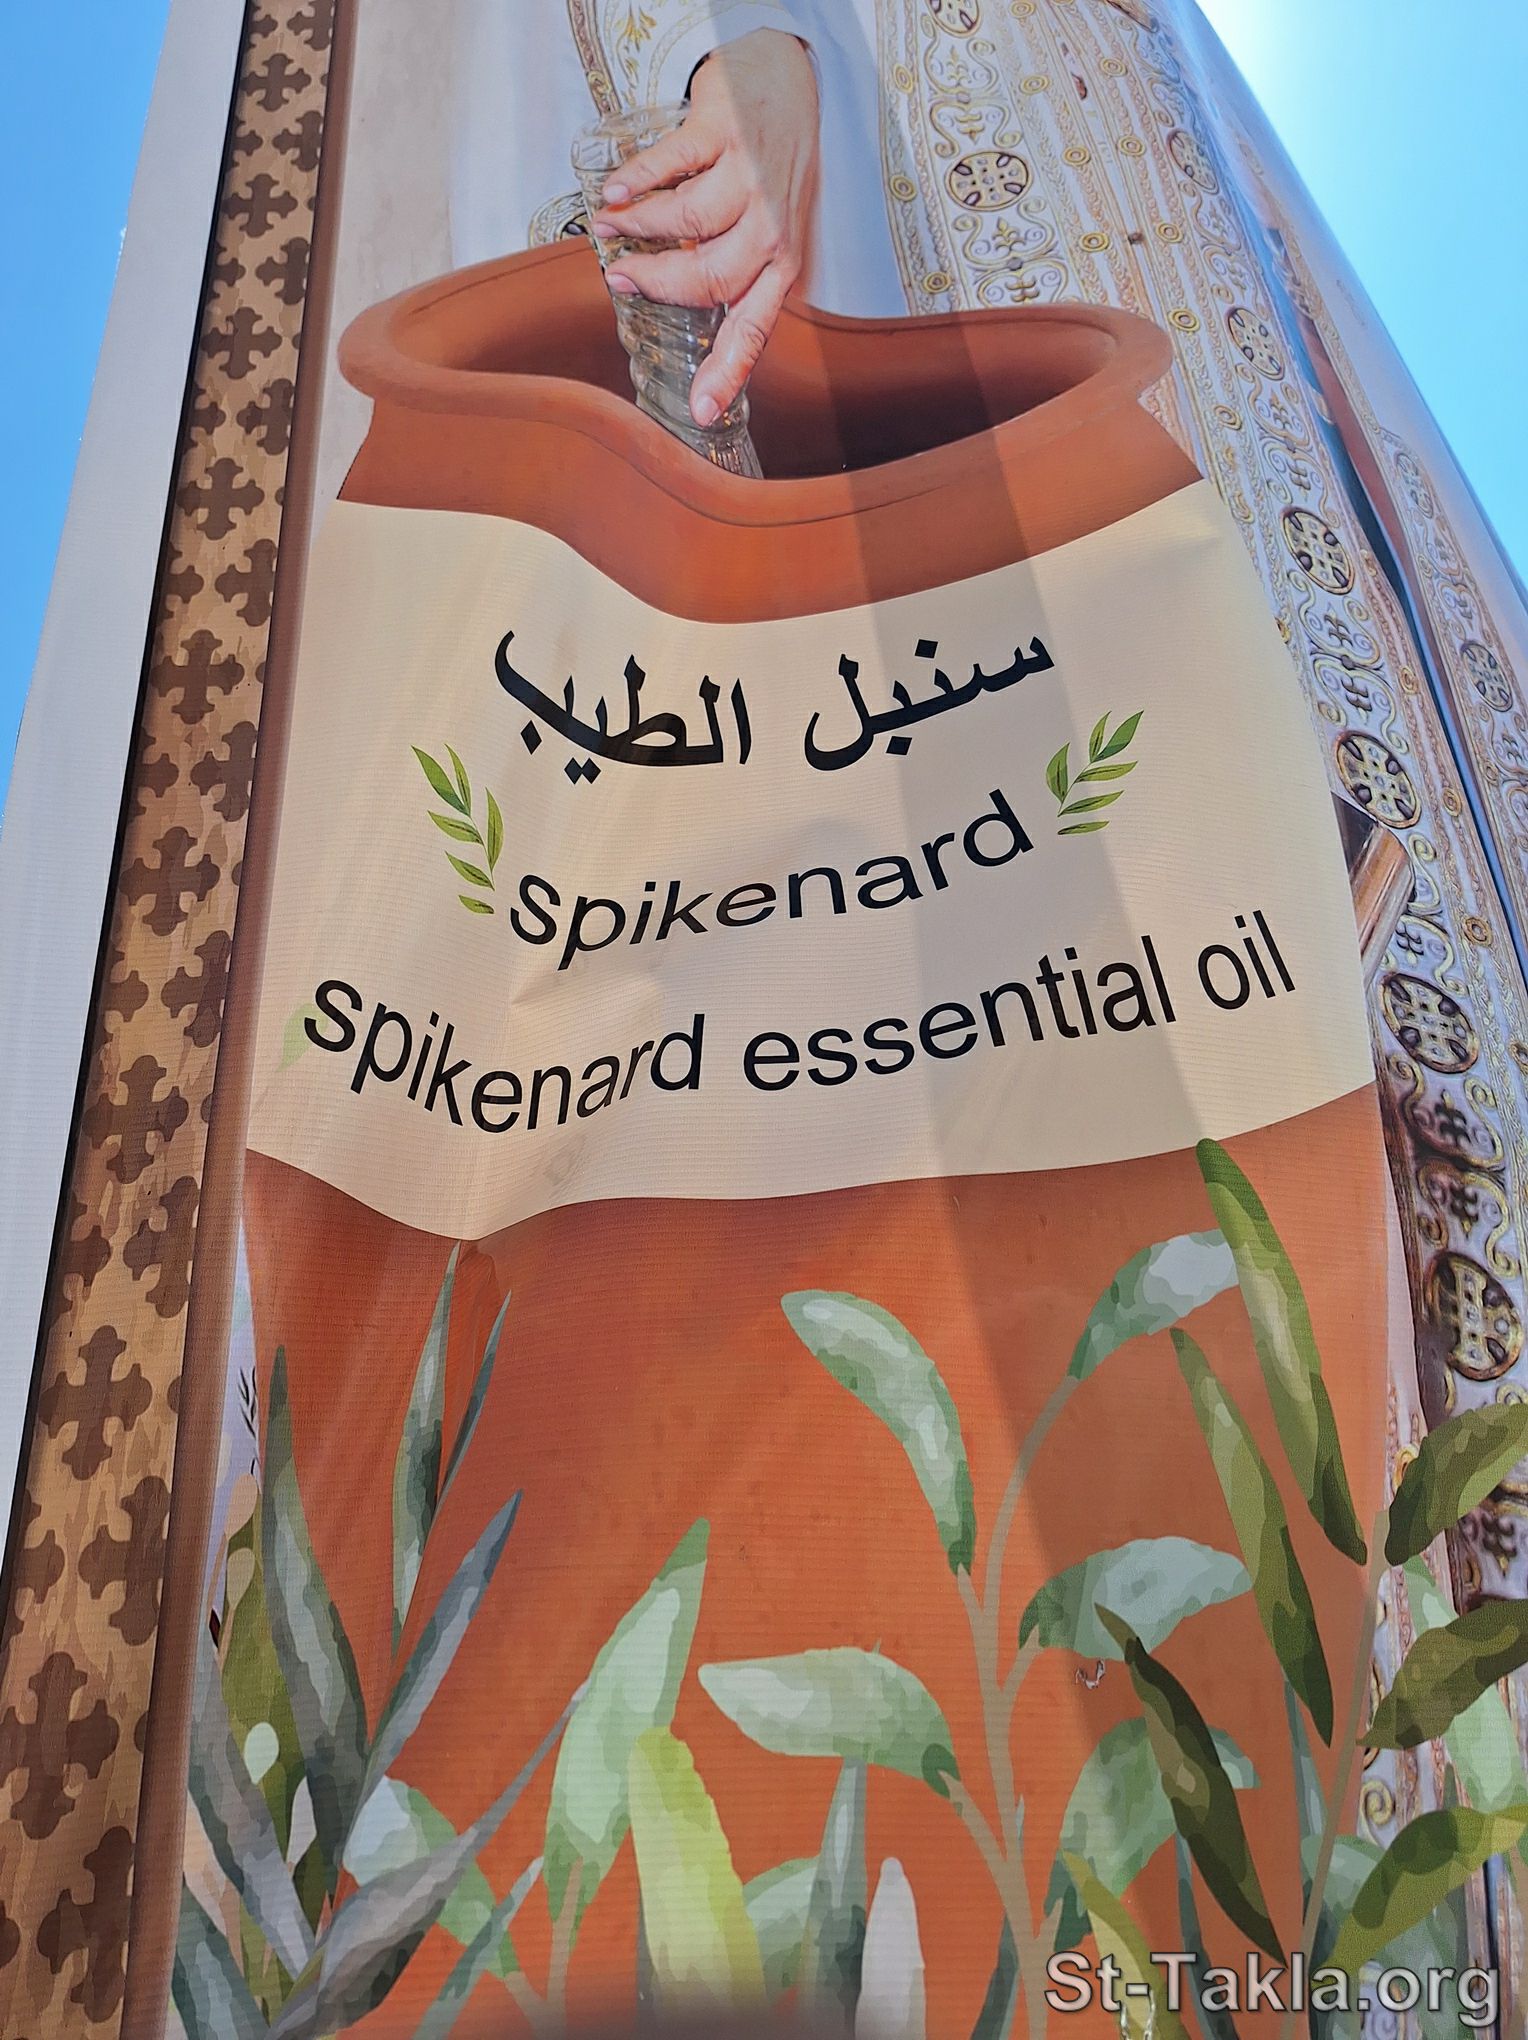 سنبل الطيب
spikenard
spikenard essential oil
St-Takla.org